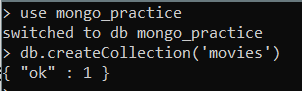 > use mongo_practice
switched to db mongo_practice
> db.createCollection('movies')
{ "ok" : 1 }